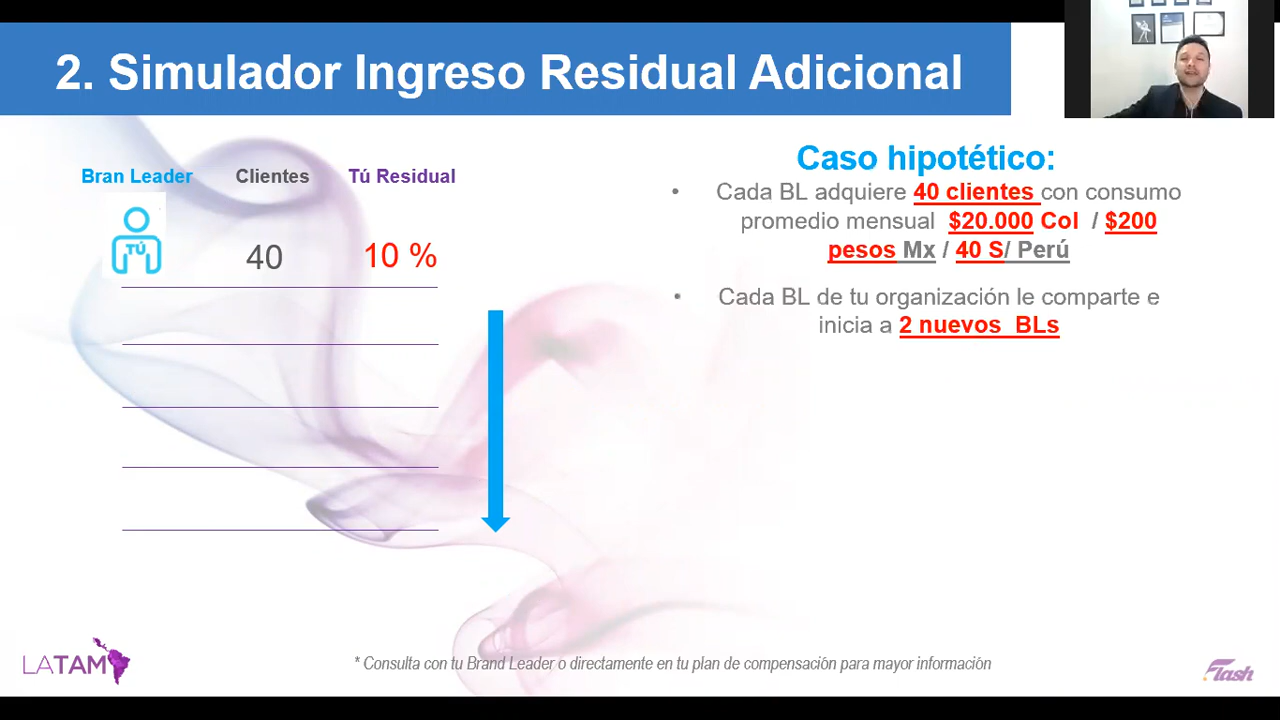 2. Simulador Ingreso Residual Adicional
Bran Leader Clientes Tú Residual
TÚ
40 10 %
Caso hipotético:
• Cada BL adquiere 40 clientes con consumo
promedio mensual $20.000 Col / $200
pesos Mx / 40 S/ Perú
• Cada BL de tu organización le comparte e
inicia a 2 nuevos BLs
LATAM
* Consulta con tu Brand Leader o directamente en tu plan de compensación para mayor información
Flash